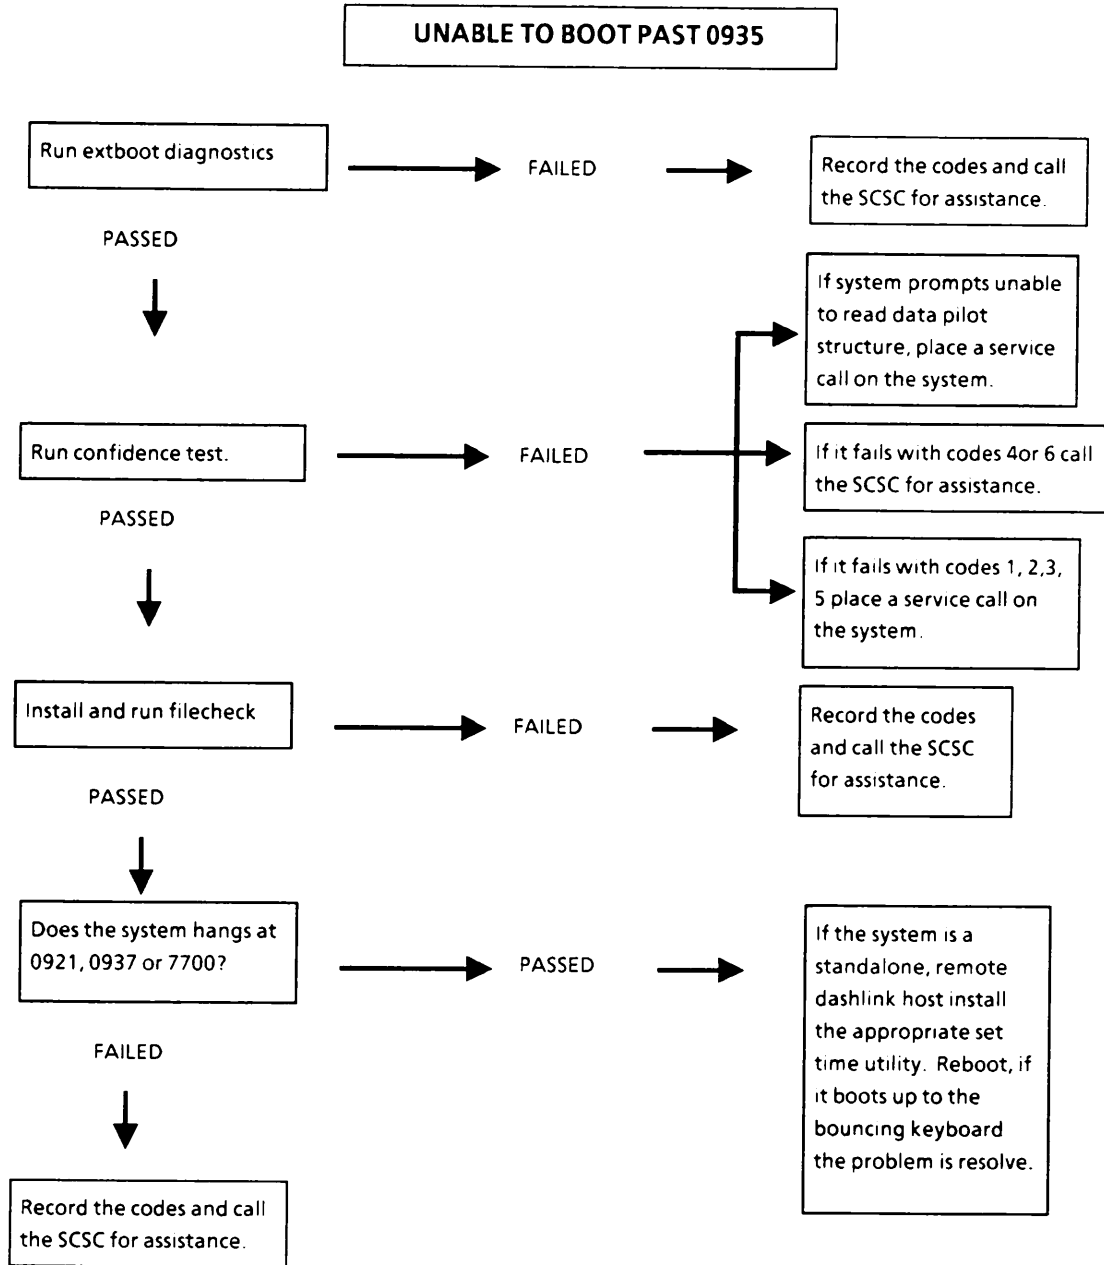 UNABLE TO BOOT PAST 0935
Run extboot diagnostics
FAILED
Record the codes and call
the SCSC for assistance.
PASSED
If system prompts unable
to read data pilot
structure, place a service
call on the system.
Run confidence test.
FAILED
If it fails with codes 4or 6 call
the SCSC for assistance.
PASSED
If it fails with codes 1, 2,3,
5 place a service call on
the system.
Install and run filecheck
FAILED
Record the codes
and call the SCSC
for assistance.
PASSED
Does the system hangs at
0921, 0937 or 7700?
PASSED
If the system is a
standalone, remote
dashlink host install
the appropriate set
time utility. Reboot, if
it boots up to the
bouncing keyboard
the problem is resolve.
FAILED
Record the codes and call
the SCSC for assistance.